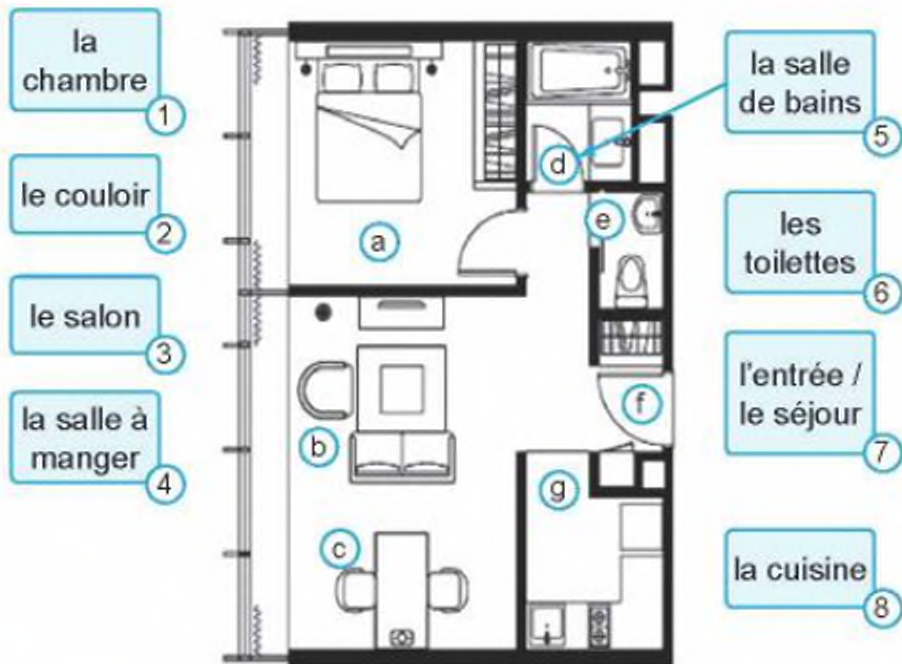 la
chambre
1
le couloir
2
le salon
3
la salle à
manger
4
a
b
c
d
e
f
g
la salle
de bains
5
les
toilettes
6
l'entrée /
le séjour
7
la cuisine
8